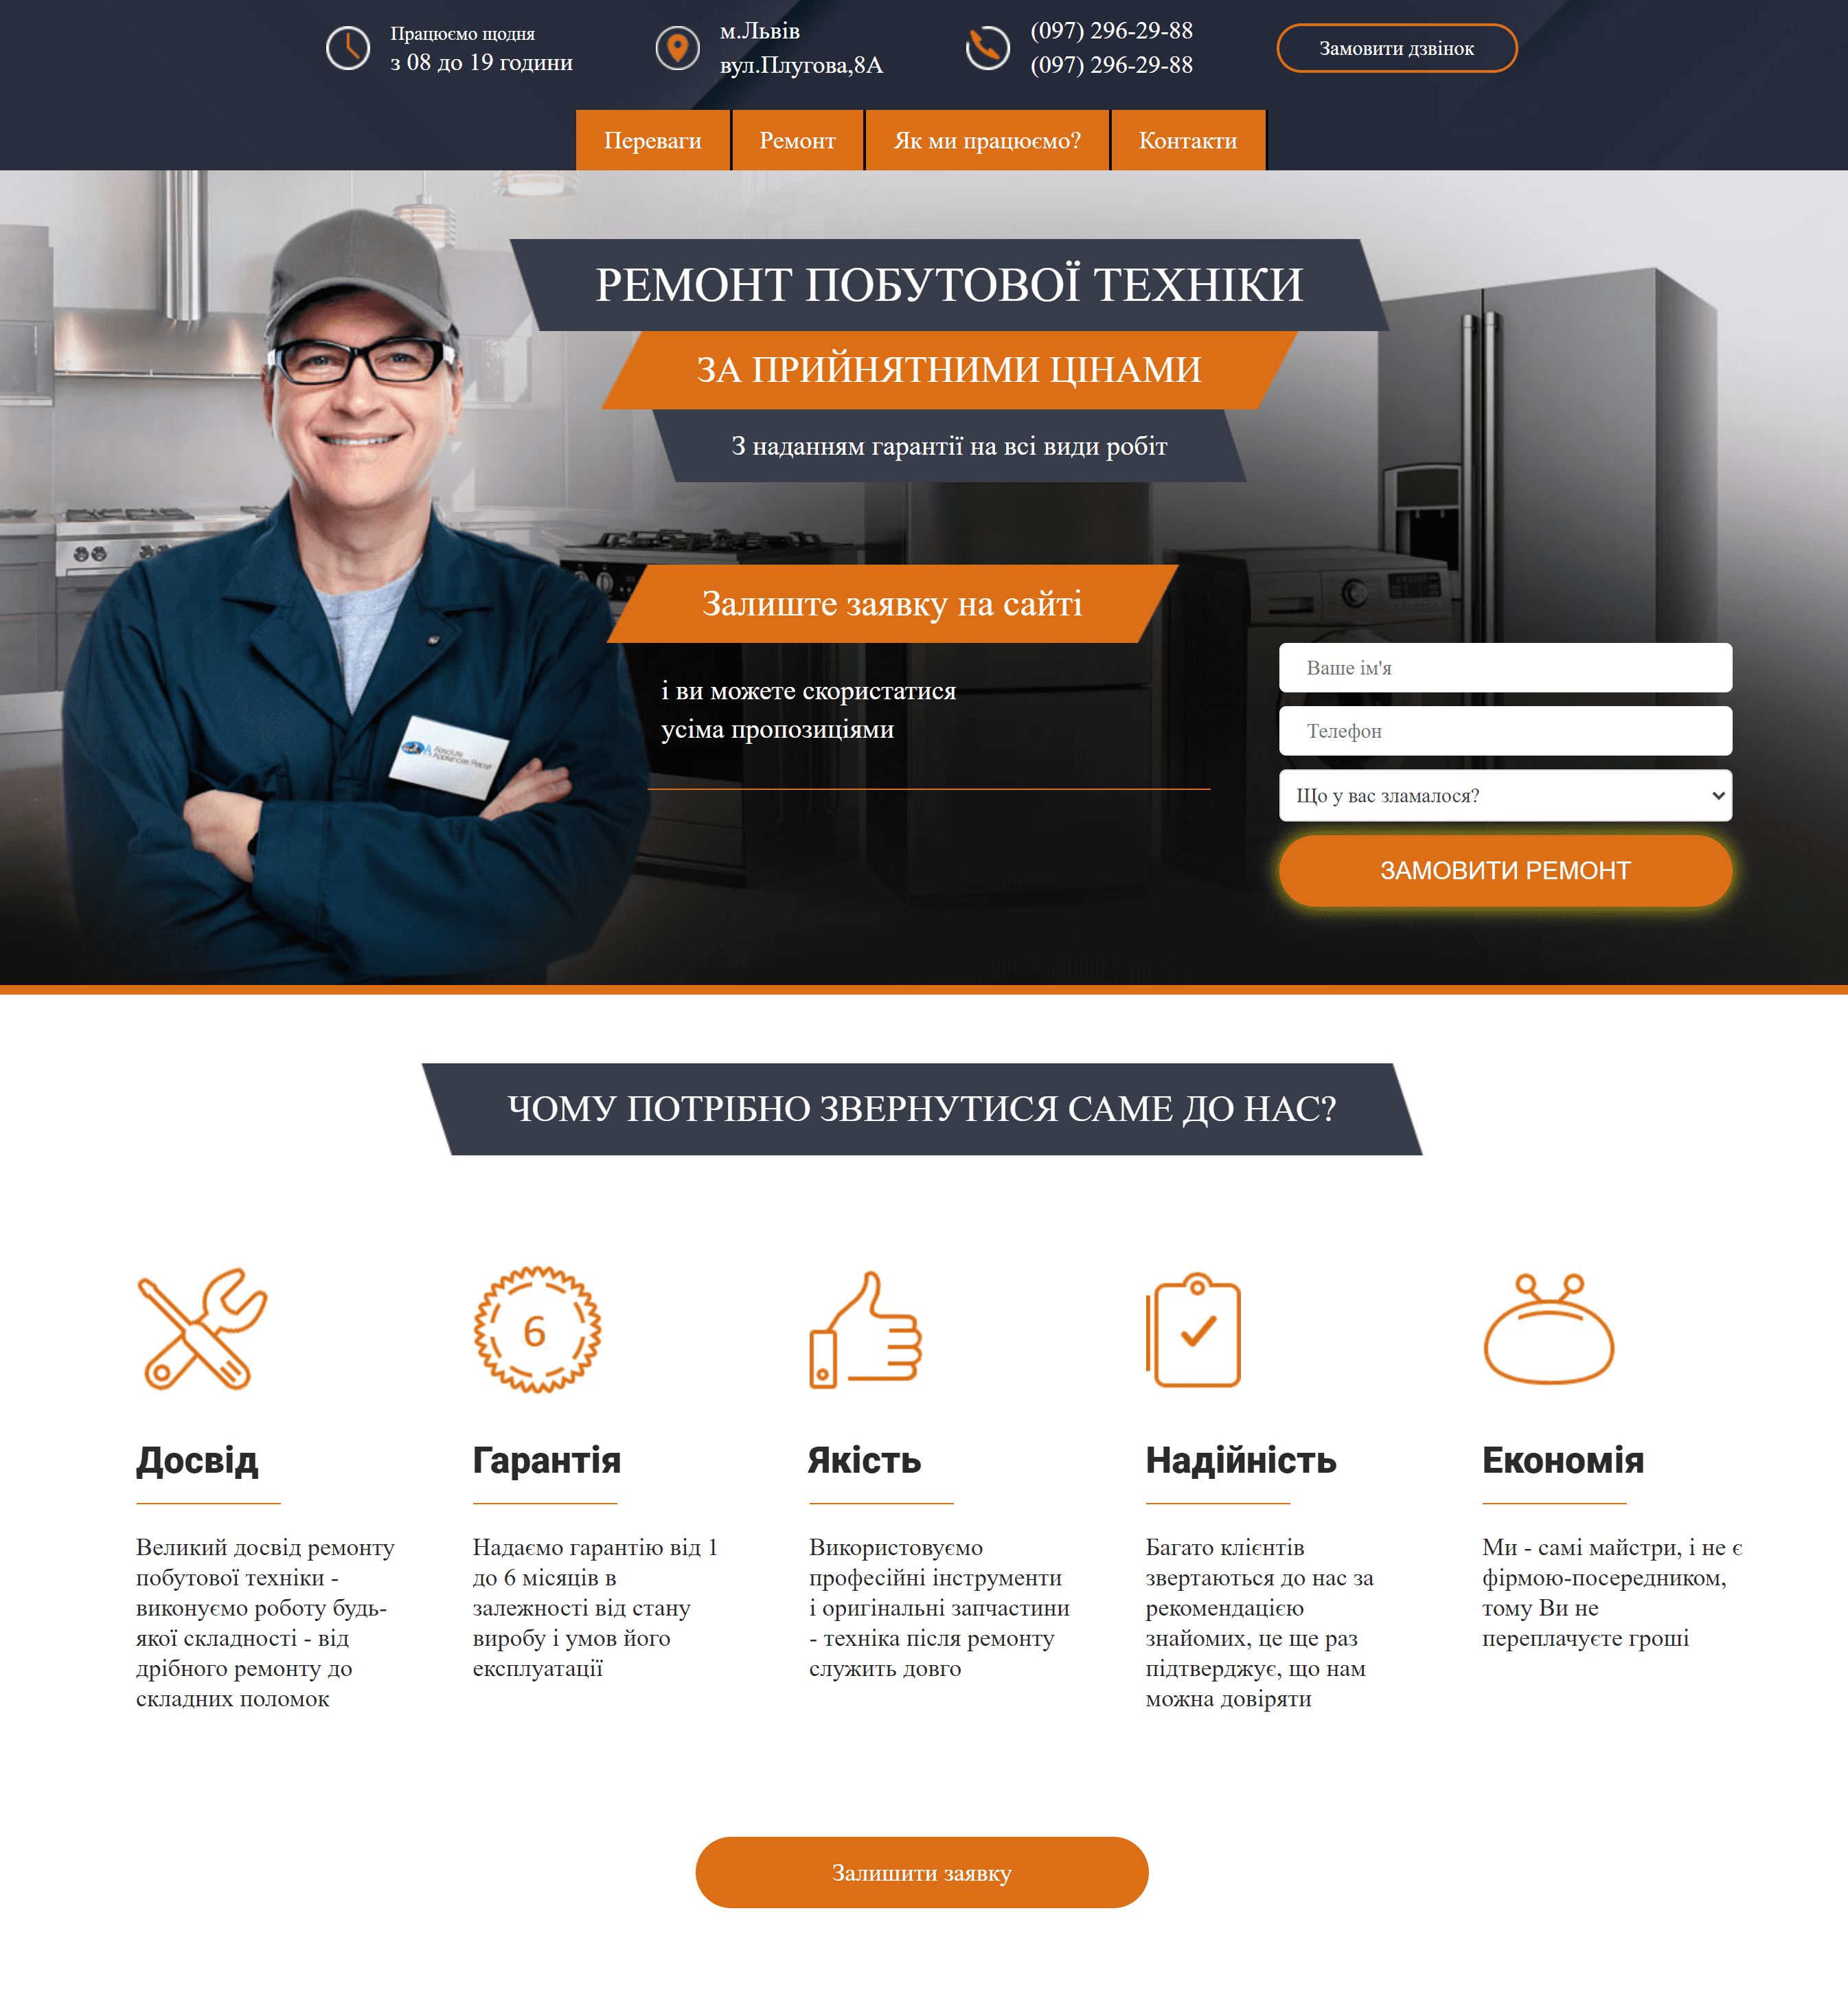 Працюємо щодня
з 08 до 19 години
м.Львів
вул.Плугова,8А
(097) 296-29-88
(097) 296-29-88
Замовити дзвінок
Переваги
Ремонт
Як ми працюємо?
Контакти
РЕМОНТ ПОБУТОВОЇ ТЕХНІКИ
ЗА ПРИЙНЯТНИМИ ЦІНАМИ
З наданням гарантії на всі види робіт
Залиште заявку на сайті
і ви можете скористатися
усіма пропозиціями
Absolute
Appliances Repair
Ваше ім'я
Телефон
Що у вас зламалося?
ЗАМОВИТИ РЕМОНТ
ЧОМУ ПОТРІБНО ЗВЕРНУТИСЯ САМЕ ДО НАС?
Досвід
Великий досвід ремонту
побутової техніки -
виконуємо роботу будь-
якої складності - від
дрібного ремонту до
складних поломок
6
Гарантія
Надаємо гарантію від 1
до 6 місяців в
залежності від стану
виробу і умов його
експлуатації
Якість
Використовуємо
професійні інструменти
і оригінальні запчастини
- техніка після ремонту
служить довго
Надійність
Багато клієнтів
звертаються до нас за
рекомендацією
знайомих, це ще раз
підтверджує, що нам
можна довіряти
Економія
Ми - самі майстри, і не є
фірмою-посередником,
тому Ви не
переплачуєте гроші
Залишити заявку